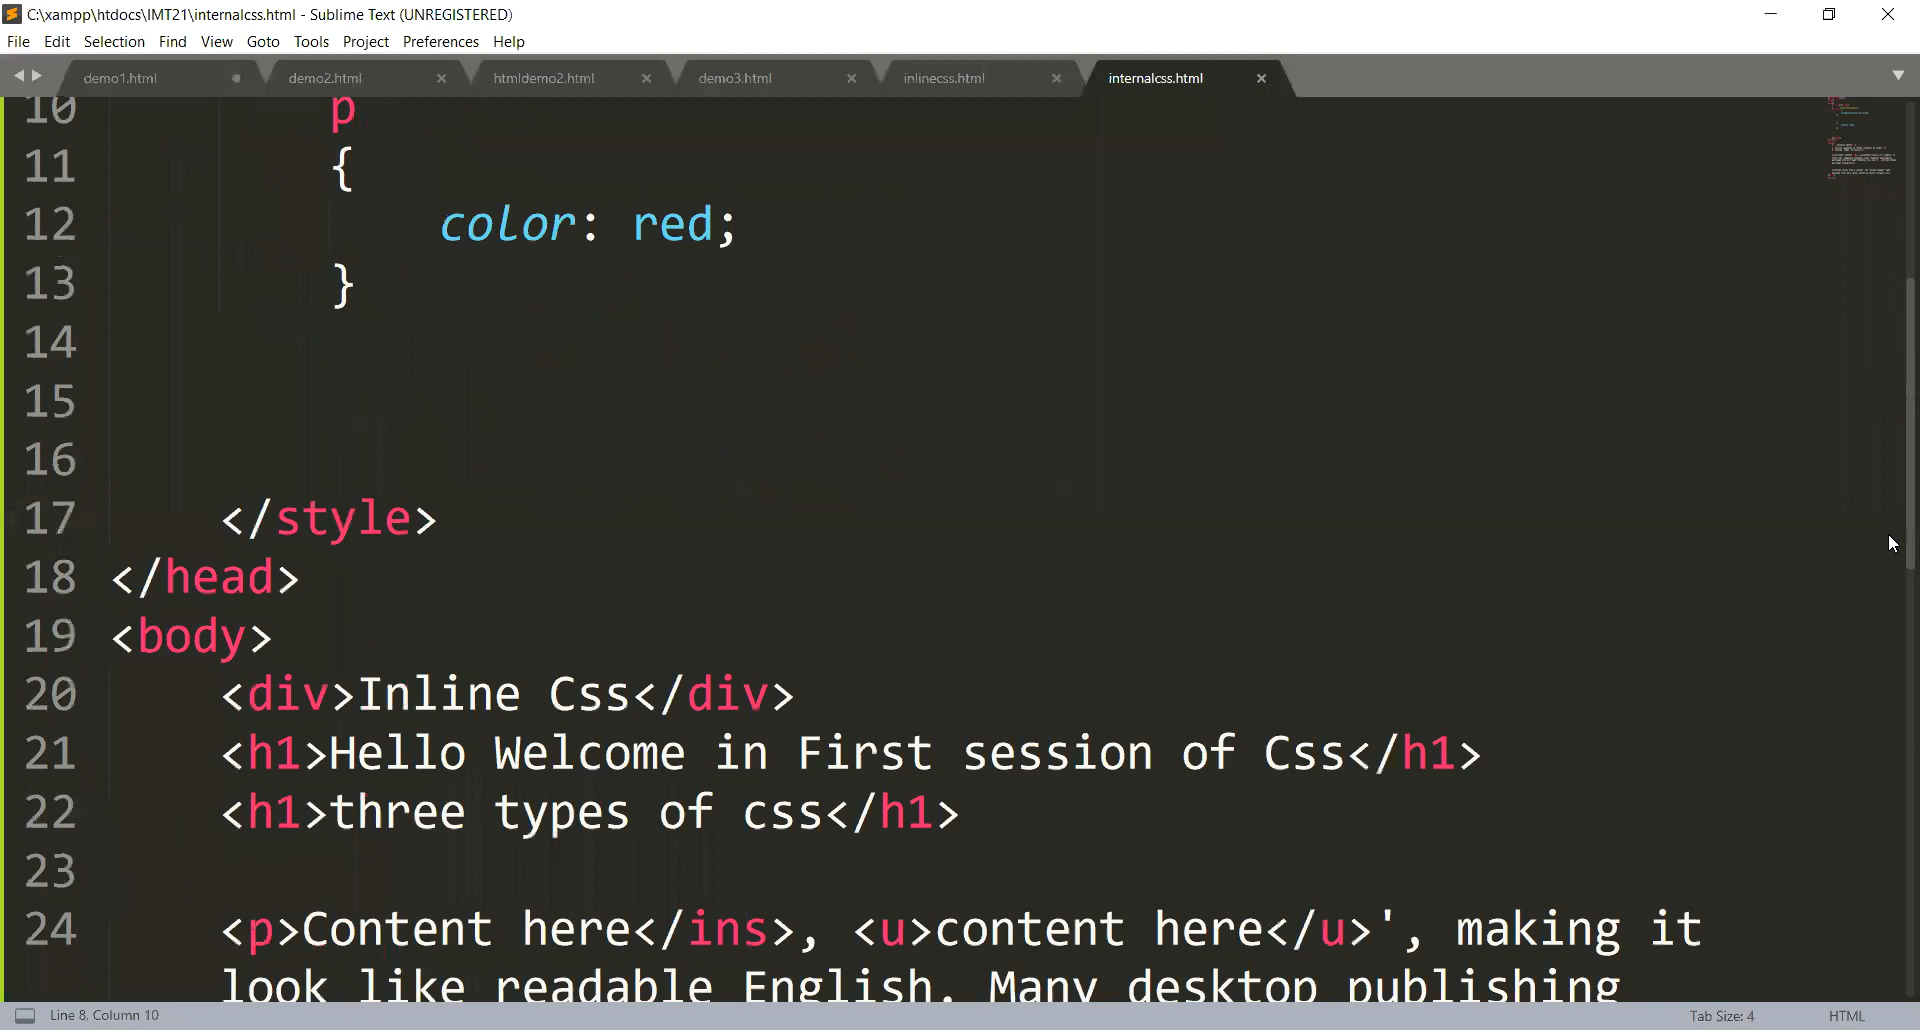 C:\xampp\htdocs\IMT21\internalcss.html - Sublime Text (UNREGISTERED)
File Edit Selection Find View Goto Tools Project Preferences Help
demo1.html demo2.html htmldemo2.html demo3.html inlinecss.html internalcss.html
10 p
11 {
12 color: red;
13 }
14
15
16
17 </style>
18 </head>
19 <body>
20 <div>Inline Css</div>
21 <h1>Hello Welcome in First session of Css</h1>
22 <h1>three types of css</h1>
23
24 <p>Content here</ins>, <u>content here</u>', making it
look like readable English. Many desktop publishing
Line 8, Column 10 Tab Size: 4 HTML